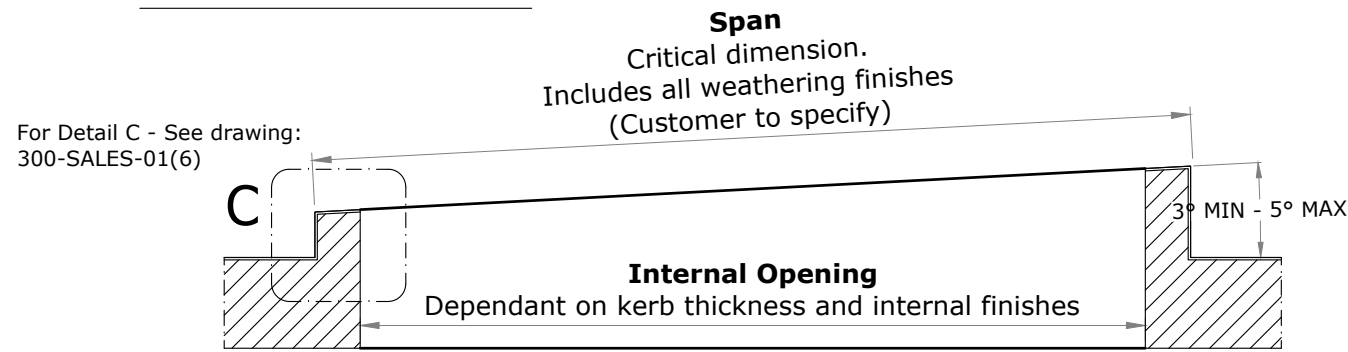 Span
Critical dimension.
Includes all weathering finishes
(Customer to specify)
For Detail C - See drawing:
300-SALES-01(6)
C
3° MIN - 5° MAX
Internal Opening
Dependant on kerb thickness and internal finishes